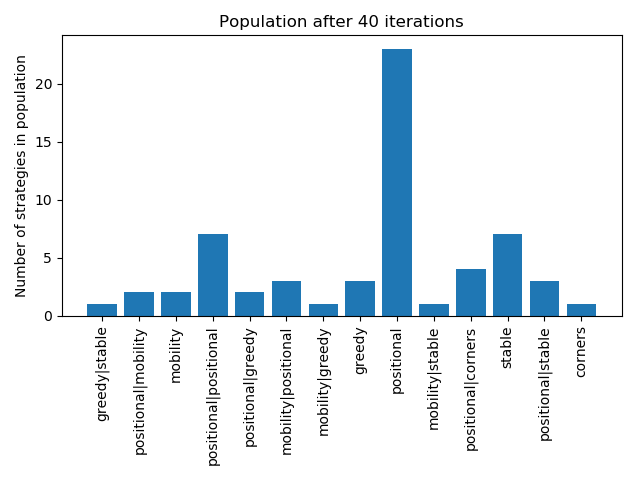 Population after 40 iterations
Number of strategies in population
20
15
10
5
0
greedy|stable
positional|mobility
mobility
positional|positional
positional|greedy
mobility|positional
mobility|greedy
greedy
positional
mobility|stable
positional|corners
stable
positional|stable
corners